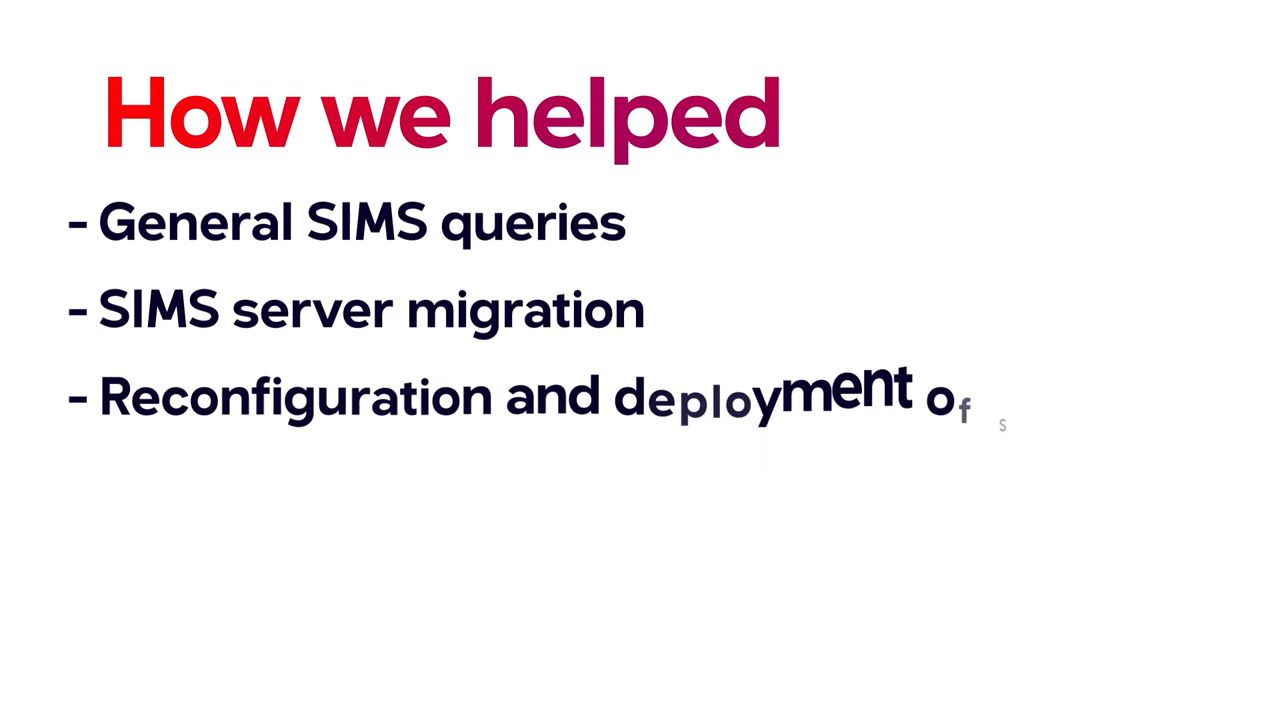 How we helped
- General SIMS queries
- SIMS server migration
- Reconfiguration and deployment of